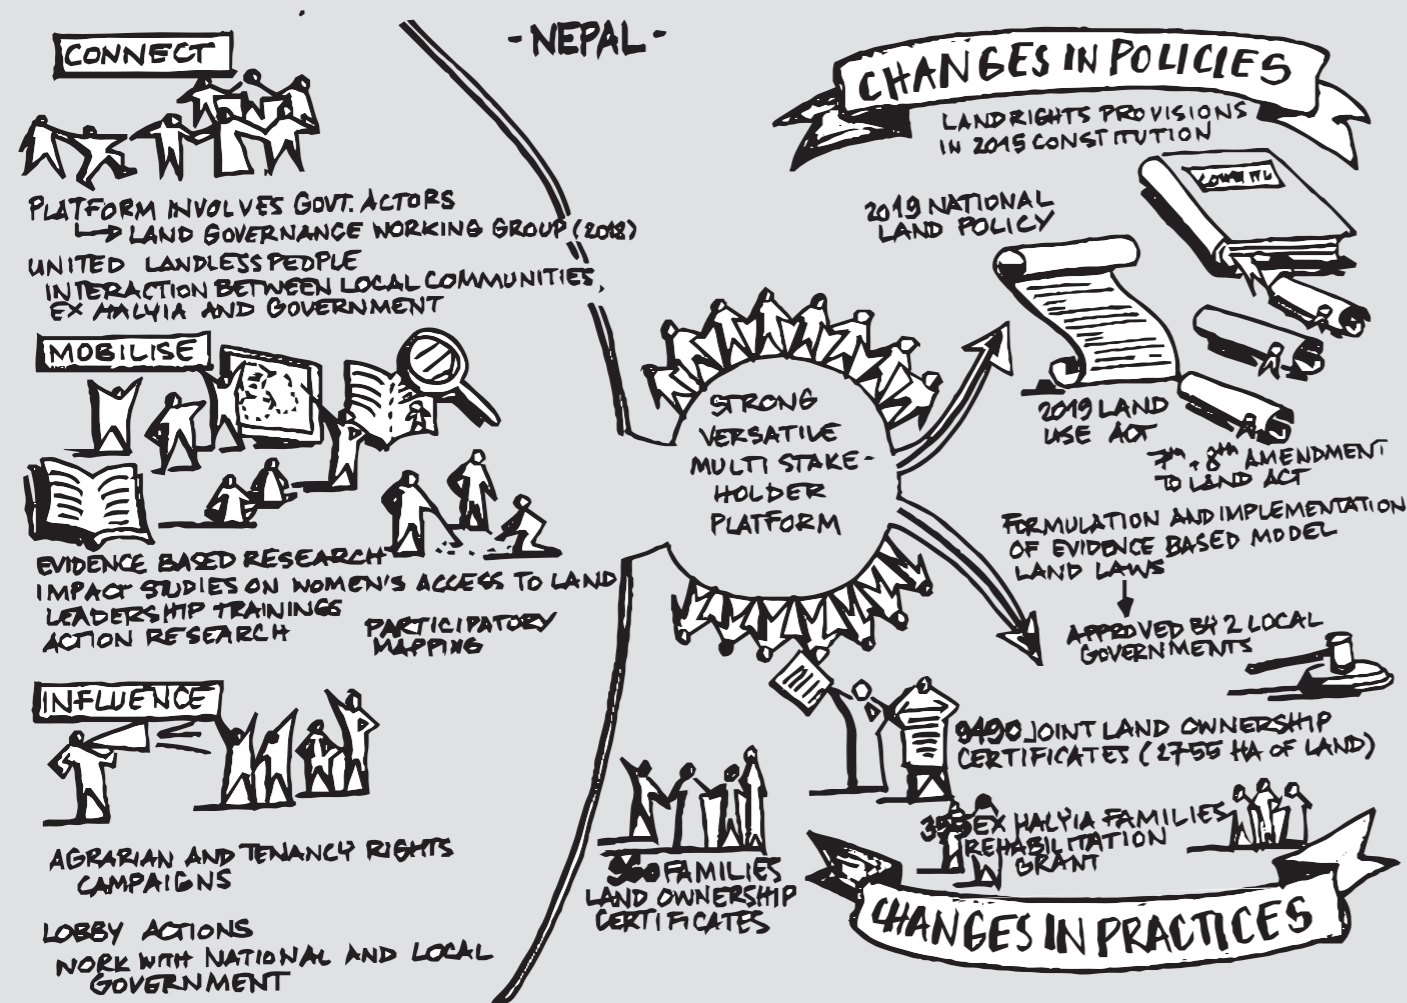 - NEPAL -
CONNECT
PLATFORM INVOLVES GOVT. ACTORS
LAND GOVERNANCE WORKING GROUP (2018)
UNITED LANDLESS PEOPLE
INTERACTION BETWEEN LOCAL COMMUNITIES,
EX HALYIA AND GOVERNMENT
MOBILISE
EVIDENCE BASED RESEARCH
IMPACT STUDIES ON WOMEN'S ACCESS TO LAND
LEADERSHIP TRAININGS
ACTION RESEARCH
PARTICIPATORY
MAPPING
INFLUENCE
AGRARIAN AND TENANCY RIGHTS
CAMPAIGNS
LOBBY ACTIONS
WORK WITH NATIONAL AND LOCAL
GOVERNMENT
STRONG
VERSATILE
MULTI STAKE-
HOLDER
PLATFORM
CHANGES IN POLICIES
LAND RIGHTS PROVISIONS
IN 2015 CONSTITUTION
2019 NATIONAL
LAND POLICY
2019 LAND
USE ACT
7th, 8th AMENDMENT
TO LAND ACT
FORMULATION AND IMPLEMENTATION
OF EVIDENCE BASED MODEL
LAND LAWS
APPROVED BY 2 LOCAL
GOVERNMENTS
9490 JOINT LAND OWNERSHIP
CERTIFICATES (2755 HA OF LAND)
355 EX HALYIA FAMILIES
REHABILITATION
GRANT
FAMILIES
LAND OWNERSHIP
CERTIFICATES
CHANGES IN PRACTICES